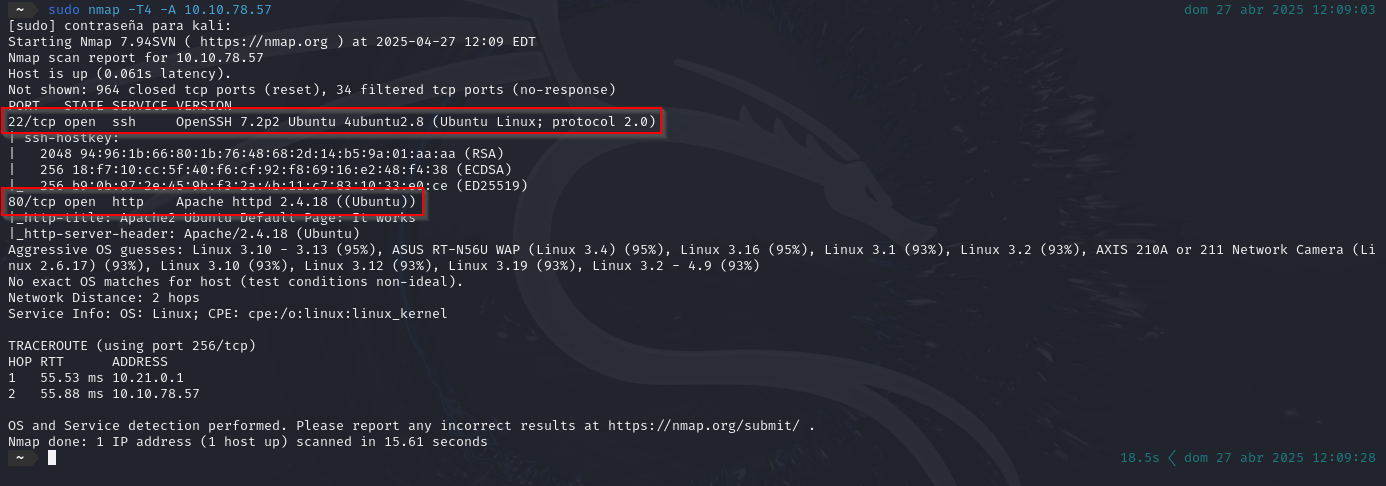 ~ sudo nmap -T4 -A 10.10.78.57 dom 27 abr 2025 12:09:03
[sudo] contraseña para kali:
Starting Nmap 7.94SVN ( https://nmap.org ) at 2025-04-27 12:09 EDT
Nmap scan report for 10.10.78.57
Host is up (0.061s latency).
Not shown: 964 closed tcp ports (reset), 34 filtered tcp ports (no-response)
PORT   STATE SERVICE VERSION
22/tcp open  ssh     OpenSSH 7.2p2 Ubuntu 4ubuntu2.8 (Ubuntu Linux; protocol 2.0)
| ssh-hostkey:
|   2048 94:96:1b:66:80:1b:76:48:68:2d:14:b5:9a:01:aa:aa (RSA)
|   256 18:f7:10:cc:5f:40:f6:cf:92:f8:69:16:e2:48:f4:38 (ECDSA)
|_  256 b9:0b:97:2e:45:9b:f3:2a:4b:11:c7:83:10:33:e0:ce (ED25519)
80/tcp open  http    Apache httpd 2.4.18 ((Ubuntu))
|_http-title: Apache2 Ubuntu Default Page: It works
|_http-server-header: Apache/2.4.18 (Ubuntu)
Aggressive OS guesses: Linux 3.10 - 3.13 (95%), ASUS RT-N56U WAP (Linux 3.4) (95%), Linux 3.16 (95%), Linux 3.1 (93%), Linux 3.2 (93%), AXIS 210A or 211 Network Camera (Li
nux 2.6.17) (93%), Linux 3.10 (93%), Linux 3.12 (93%), Linux 3.19 (93%), Linux 3.2 - 4.9 (93%)
No exact OS matches for host (test conditions non-ideal).
Network Distance: 2 hops
Service Info: OS: Linux; CPE: cpe:/o:linux:linux_kernel
TRACEROUTE (using port 256/tcp)
HOP RTT      ADDRESS
1   55.53 ms 10.21.0.1
2   55.88 ms 10.10.78.57
OS and Service detection performed. Please report any incorrect results at https://nmap.org/submit/ .
Nmap done: 1 IP address (1 host up) scanned in 15.61 seconds
~ 18.5s dom 27 abr 2025 12:09:28